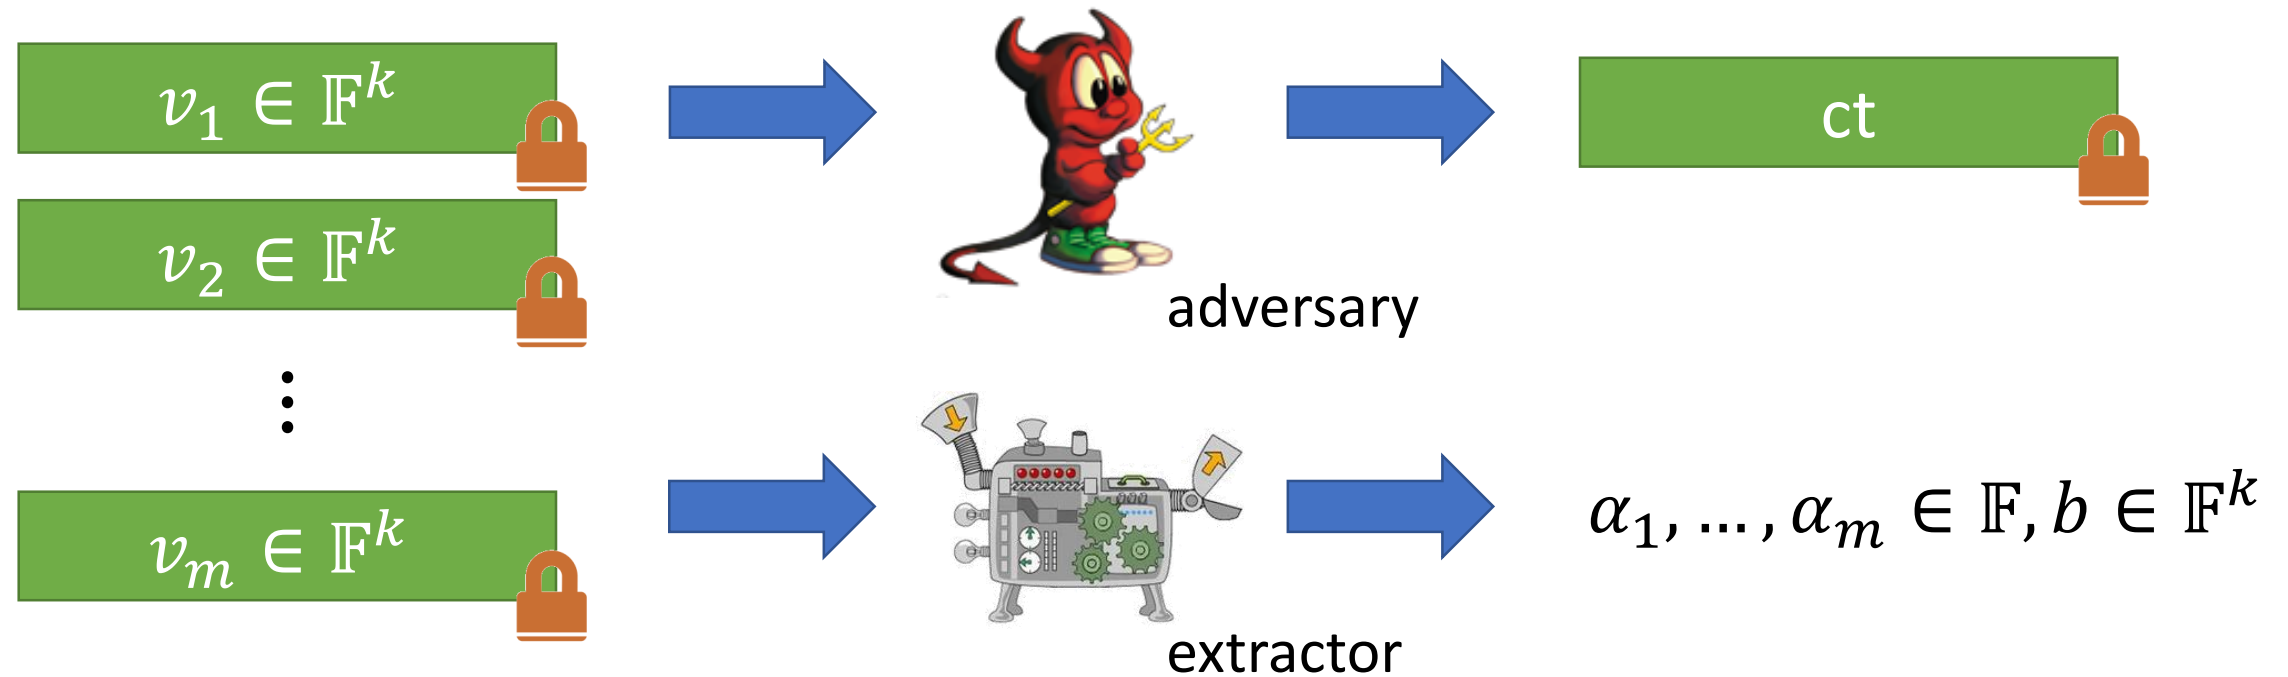 v₁ ∈ 𝔽ᵏ
v₂ ∈ 𝔽ᵏ
⋮
vₘ ∈ 𝔽ᵏ
adversary
ct
extractor
α₁, … , αₘ ∈ 𝔽, b ∈ 𝔽ᵏ